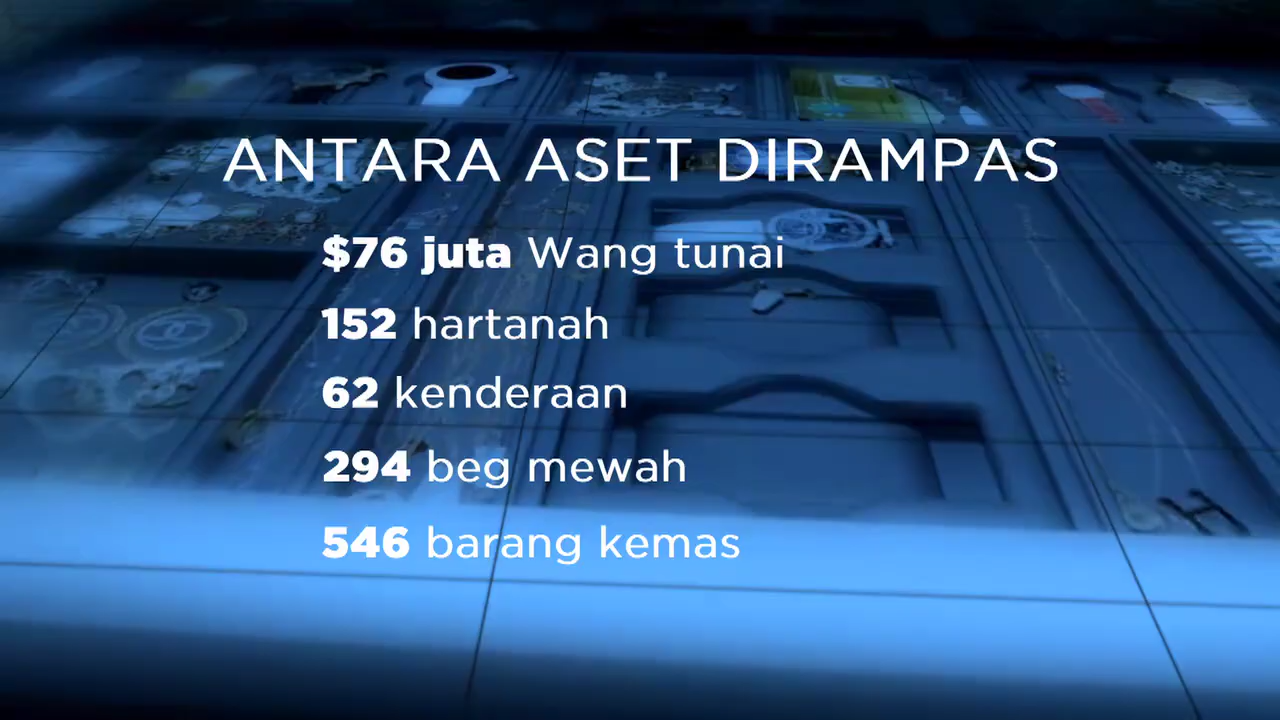 ANTARA ASET DIRAMPAS
$76 juta Wang tunai
152 hartanah
62 kenderaan
294 beg mewah
546 barang kemas